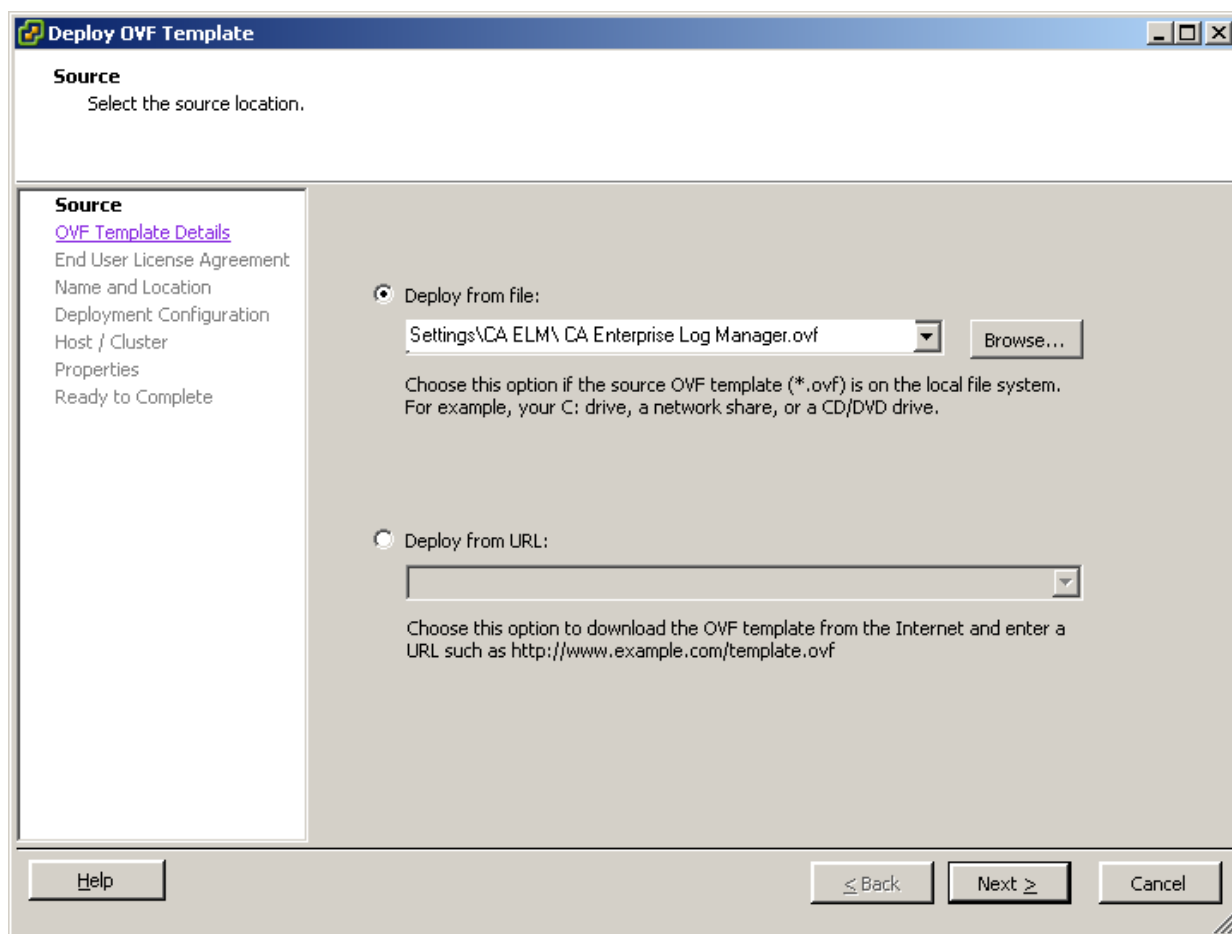 Deploy OVF Template
Source
Select the source location.
Source
OVF Template Details
End User License Agreement
Name and Location
Deployment Configuration
Host / Cluster
Properties
Ready to Complete
Deploy from file:
Settings\CA ELM\ CA Enterprise Log Manager.ovf
Browse...
Choose this option if the source OVF template (*.ovf) is on the local file system.
For example, your C: drive, a network share, or a CD/DVD drive.
Deploy from URL:
Choose this option to download the OVF template from the Internet and enter a
URL such as http://www.example.com/template.ovf
Help
< Back
Next >
Cancel